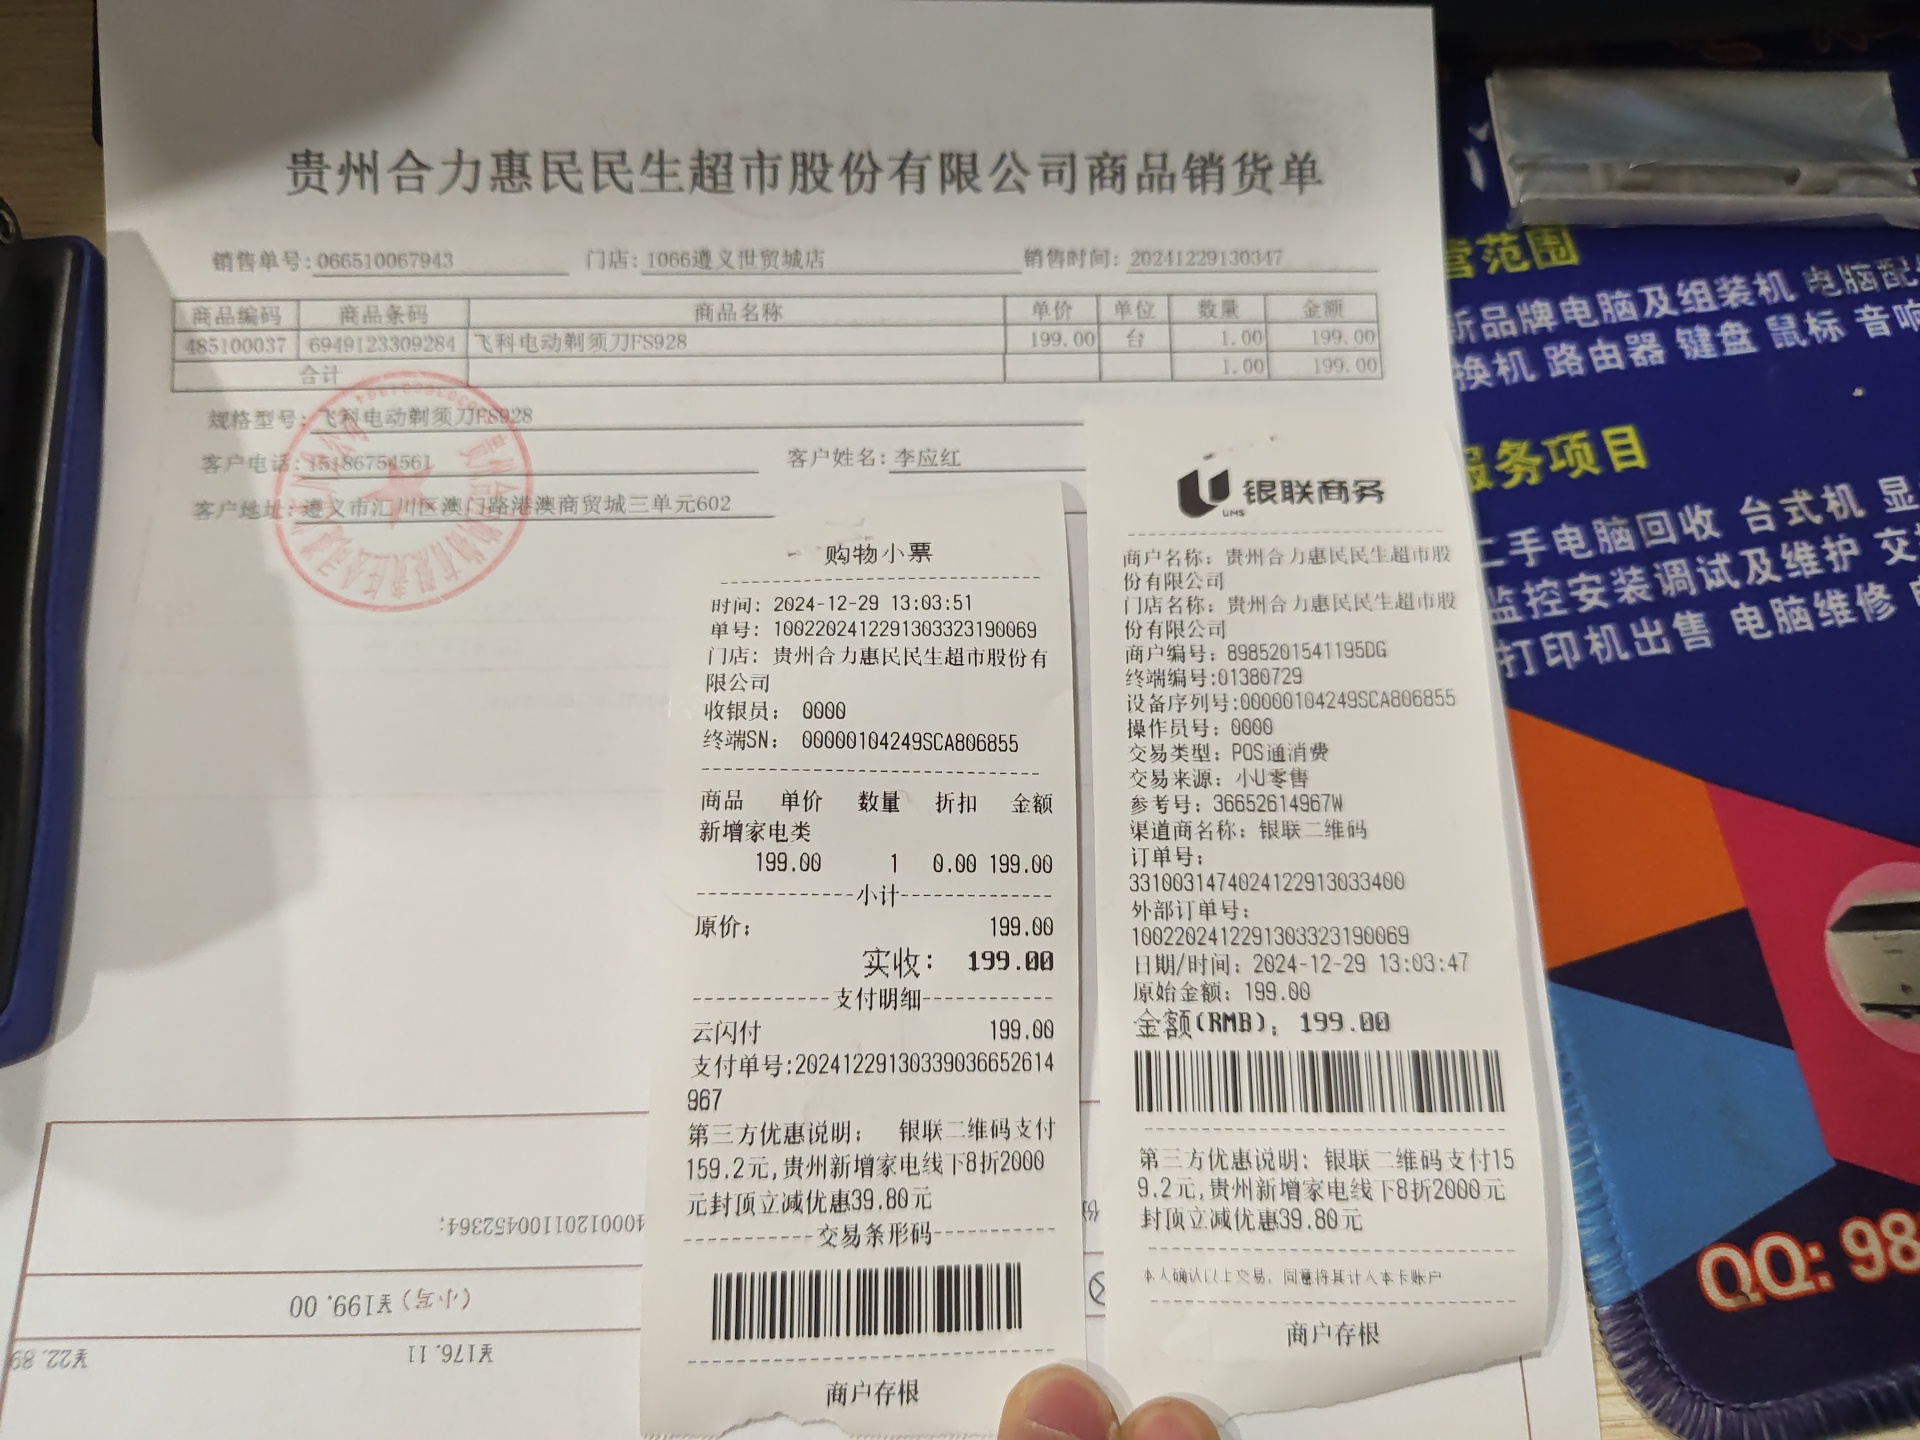 贵州合力惠民民生超市股份有限公司商品销货单
销售单号:066510067943 门店:1066遵义世贸城店 销售时间:20241229130347
商品编码 商品条码 商品名称 单价 单位 数量 金额
485100037 6949123309284 飞科电动剃须刀FS928 199.00 台 1.00 199.00
合计 1.00 199.00
规格型号:飞科电动剃须刀FS928
客户电话:15186754561 客户姓名:李应红
客户地址:遵义市汇川区澳门路港澳商贸城三单元602
购物小票
时间: 2024-12-29 13:03:51
单号: 10022024122913033231900​69
门店: 贵州合力惠民民生超市股份有
限公司
收银员: 0000
终端SN: 00000104249SCA806855
商品 单价 数量 折扣 金额
新增家电类
199.00 1 0.00 199.00
小计
原价: 199.00
实收: 199.00
支付明细
云闪付 199.00
支付单号:20241229130339036652614
967
第三方优惠说明: 银联二维码支付
159.2元,贵州新增家电线下8折2000
元封顶立减优惠39.80元
交易条形码
商户存根
银联商务
UMS
商户名称: 贵州合力惠民民生超市股
份有限公司
门店名称: 贵州合力惠民民生超市股
份有限公司
商户编号: 8985201541195DG
终端编号:01380729
设备序列号:00000104249SCA806855
操作员号: 0000
交易类型: POS通消费
交易来源: 小U零售
参考号: 36652614967W
渠道商名称: 银联二维码
订单号:
3310031474024122913033400
外部订单号:
1002202412291303323190069
日期/时间: 2024-12-29 13:03:47
原始金额: 199.00
金额(RMB): 199.00
第三方优惠说明: 银联二维码支付15
9.2元,贵州新增家电线下8折2000元
封顶立减优惠39.80元
本人确认以上交易, 同意将其计入本卡账户
商户存根
40001201100452364;
(小写) ¥199.00
¥176.11
¥22.89
营范围
新品牌电脑及组装机 电脑配
换机 路由器 键盘 鼠标 音响
服务项目
二手电脑回收 台式机 显
监控安装调试及维护 交
打印机出售 电脑维修
QQ: 98